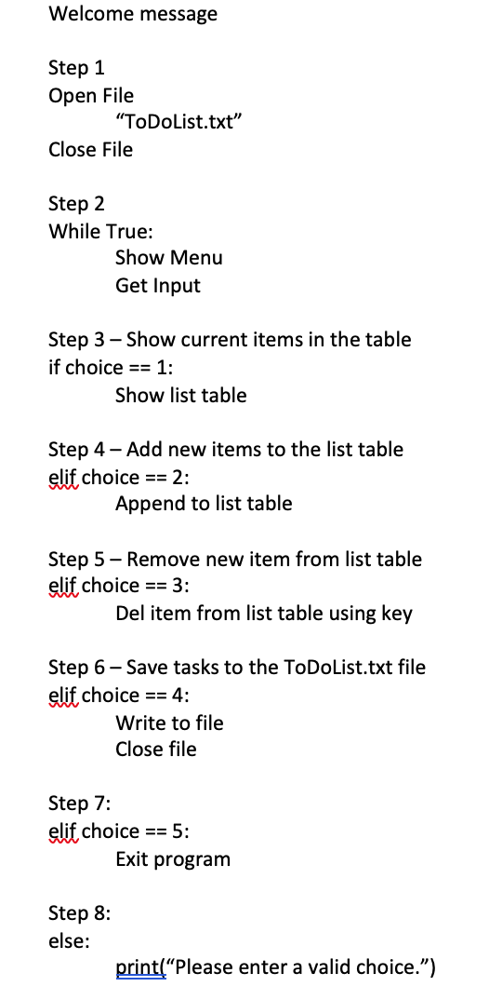 Welcome message
Step 1
Open File
“ToDoList.txt”
Close File
Step 2
While True:
Show Menu
Get Input
Step 3 – Show current items in the table
if choice == 1:
Show list table
Step 4 – Add new items to the list table
elif choice == 2:
Append to list table
Step 5 – Remove new item from list table
elif choice == 3:
Del item from list table using key
Step 6 – Save tasks to the ToDoList.txt file
elif choice == 4:
Write to file
Close file
Step 7:
elif choice == 5:
Exit program
Step 8:
else:
print(“Please enter a valid choice.”)